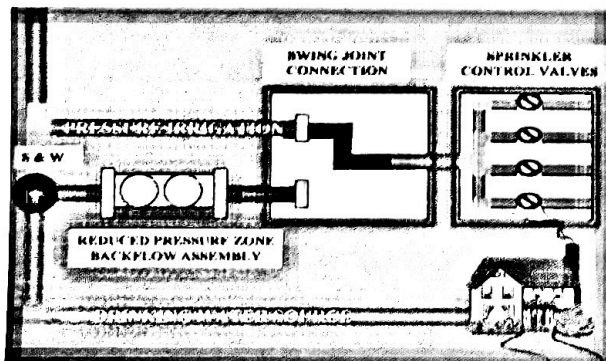 SWING JOINT
CONNECTION
SPRINKLER
CONTROL VALVES
PRESSURE IRRIGATION
S & W
REDUCED PRESSURE ZONE
BACKFLOW ASSEMBLY